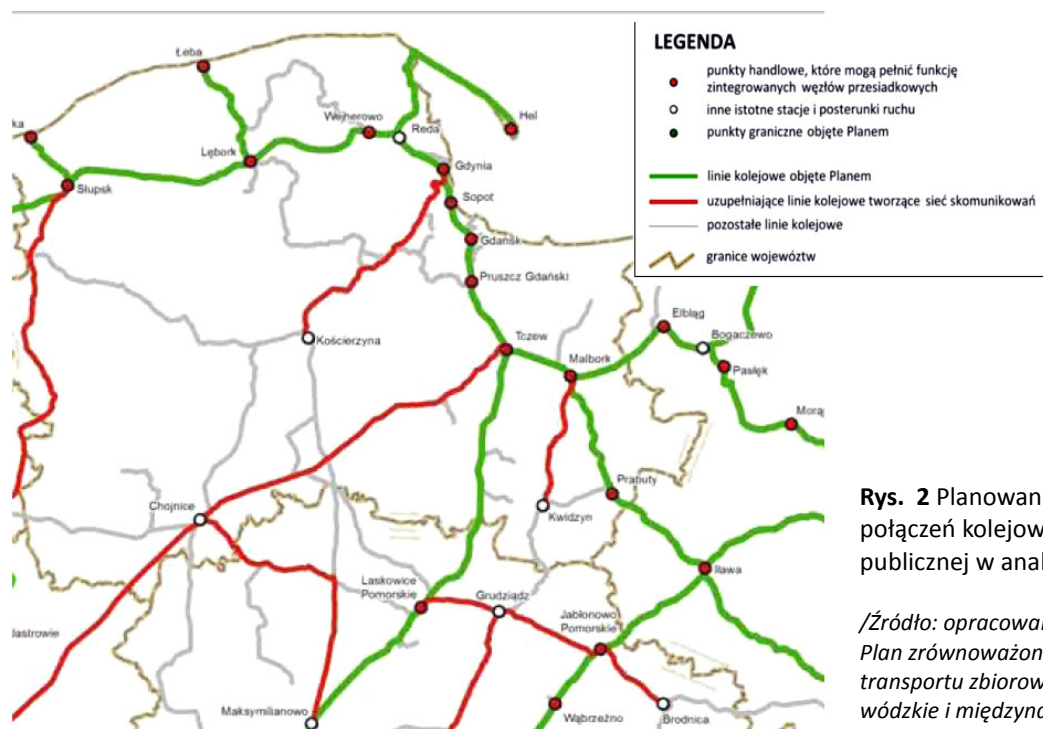 LEGENDA
punkty handlowe, które mogą pełnić funkcję
zintegrowanych węzłów przesiadkowych
inne istotne stacje i posterunki ruchu
punkty graniczne objęte Planem
linie kolejowe objęte Planem
uzupełniające linie kolejowe tworzące sieć skomunikowań
pozostałe linie kolejowe
granice województw
Łeba
Wejherowo
Reda
Hel
ka
Lębork
Gdynia
Słupsk
Sopot
Gdańsk
Pruszcz Gdański
Elbląg
Kościerzyna
Tczew
Bogaczewo
Malbork
Pasłęk
Morąg
Prabuty
Chojnice
Kwidzyn
Iława
Laskowice
Pomorskie
Grudziądz
Jabłonowo
Pomorskie
Jastrowie
Maksymilianowo
Wąbrzeźno
Brodnica
Rys. 2 Planowan
połączeń kolejow
publicznej w anal
/Źródło: opracowa
Plan zrównoważon
transportu zbiorow
wódzkie i międzyna